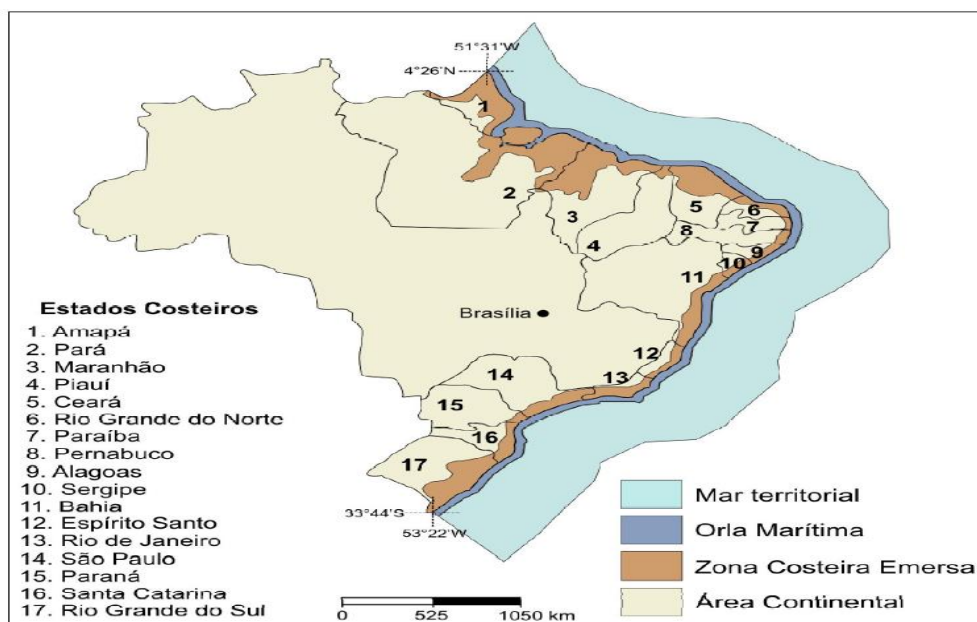 51°31'W
4°26'N
1
2
3
4
5
6
7
8
9
10
11
Brasília
12
13
14
15
16
17
33°44'S
53°22'W
Estados Costeiros
1. Amapá
2. Pará
3. Maranhão
4. Piauí
5. Ceará
6. Rio Grande do Norte
7. Paraíba
8. Pernabuco
9. Alagoas
10. Sergipe
11. Bahia
12. Espírito Santo
13. Rio de Janeiro
14. São Paulo
15. Paraná
16. Santa Catarina
17. Rio Grande do Sul
0 525 1050 km
Mar territorial
Orla Marítima
Zona Costeira Emersa
Área Continental